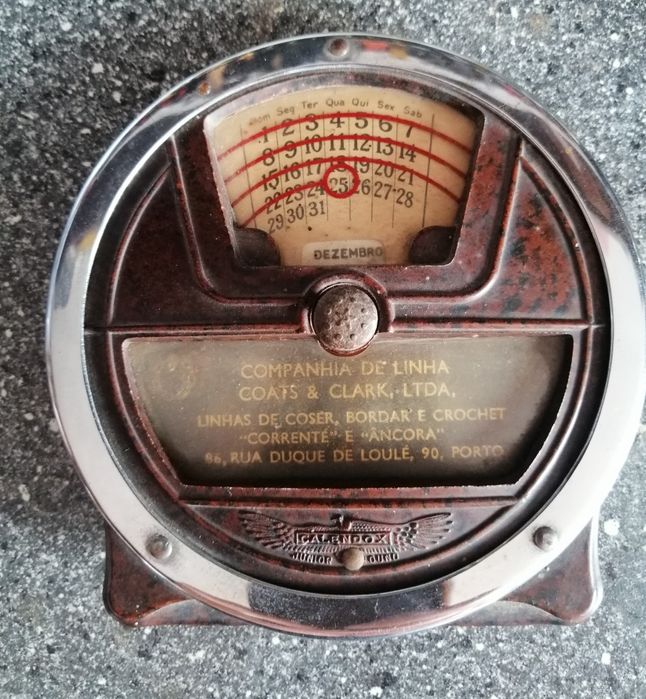 Dom Seg Ter Qua Qui Sex Sab
1 2 3 4 5 6 7
8 9 10 11 12 13 14
15 16 17 18 19 20 21
22 23 24 25 26 27 28
29 30 31
DEZEMBRO
COMPANHIA DE LINHA
COATS & CLARK, LTDA,
LINHAS DE COSER, BORDAR E CROCHET
"CORRENTE" E "ÂNCORA"
86, RUA DUQUE DE LOULÉ, 90, PORTO
CALENDOX
JUNIOR